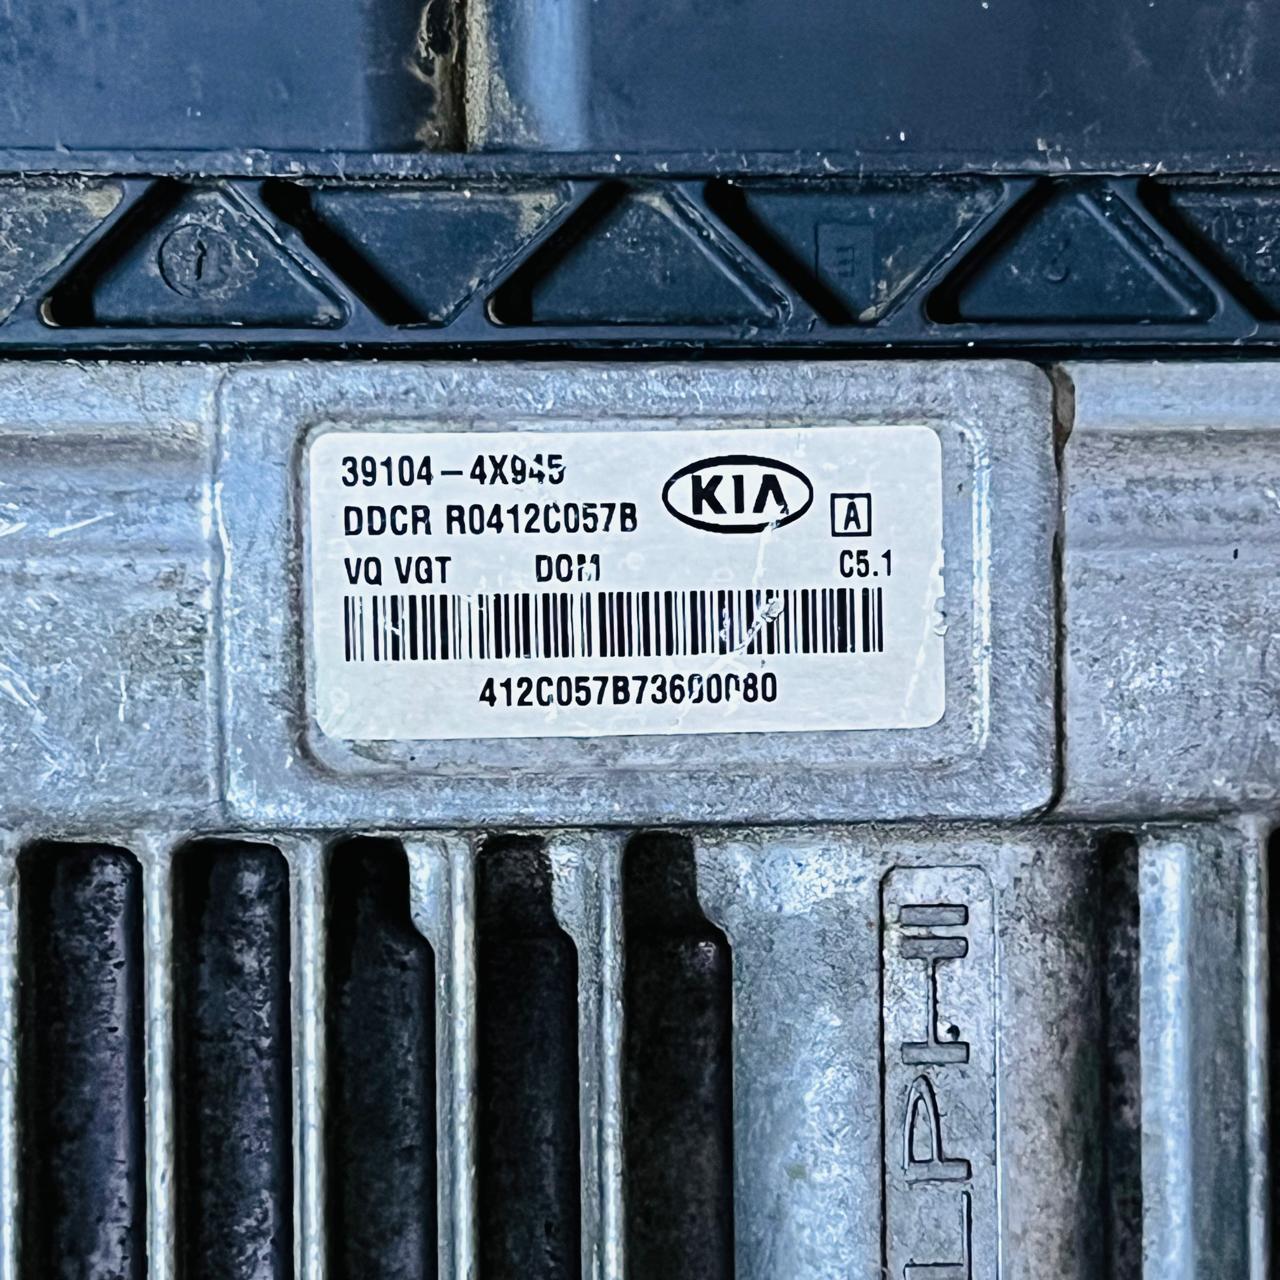 39104-4X945
KIA
DDCR R0412C057B
A
VQ VGT DOM
C5.1
412C057B73600080
DELPHI